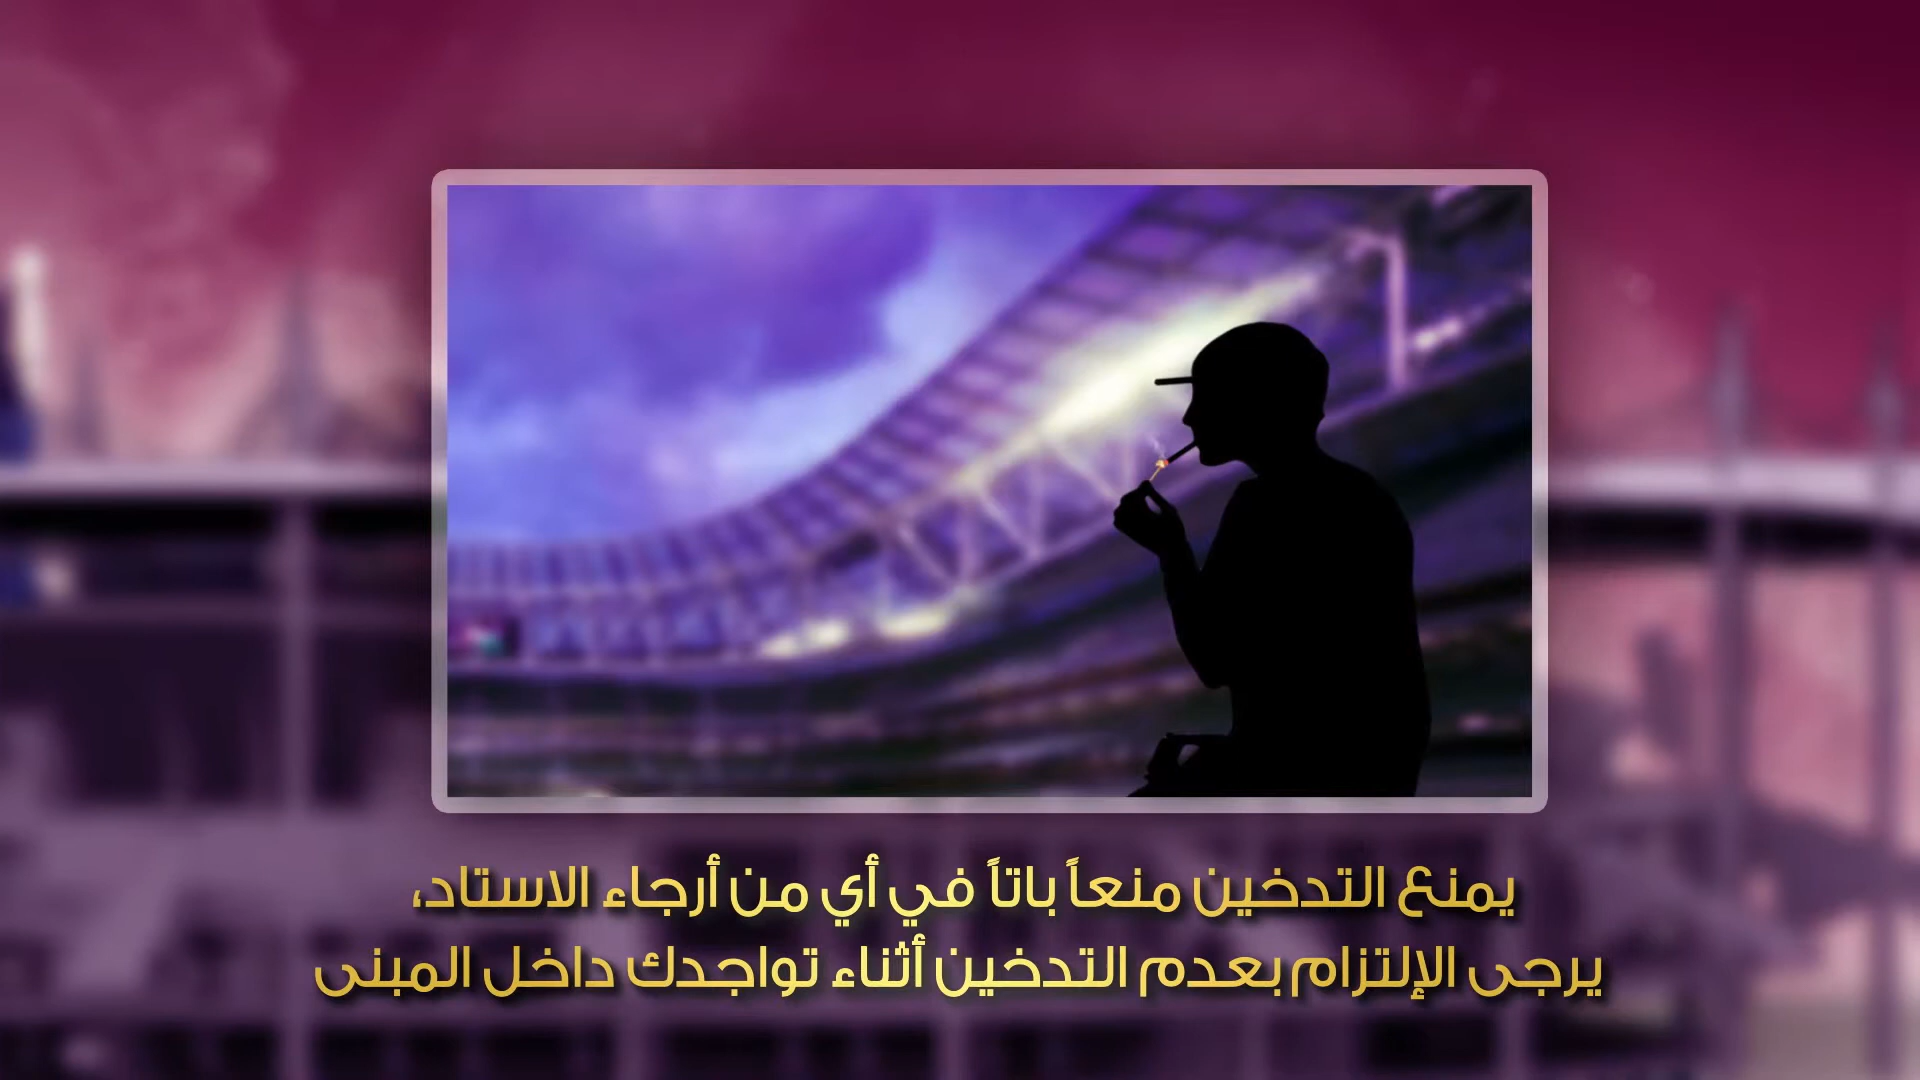 يمنع التدخين منعاً باتاً في أي من أرجاء الاستاد،
يرجى الإلتزام بعدم التدخين أثناء تواجدك داخل المبنى